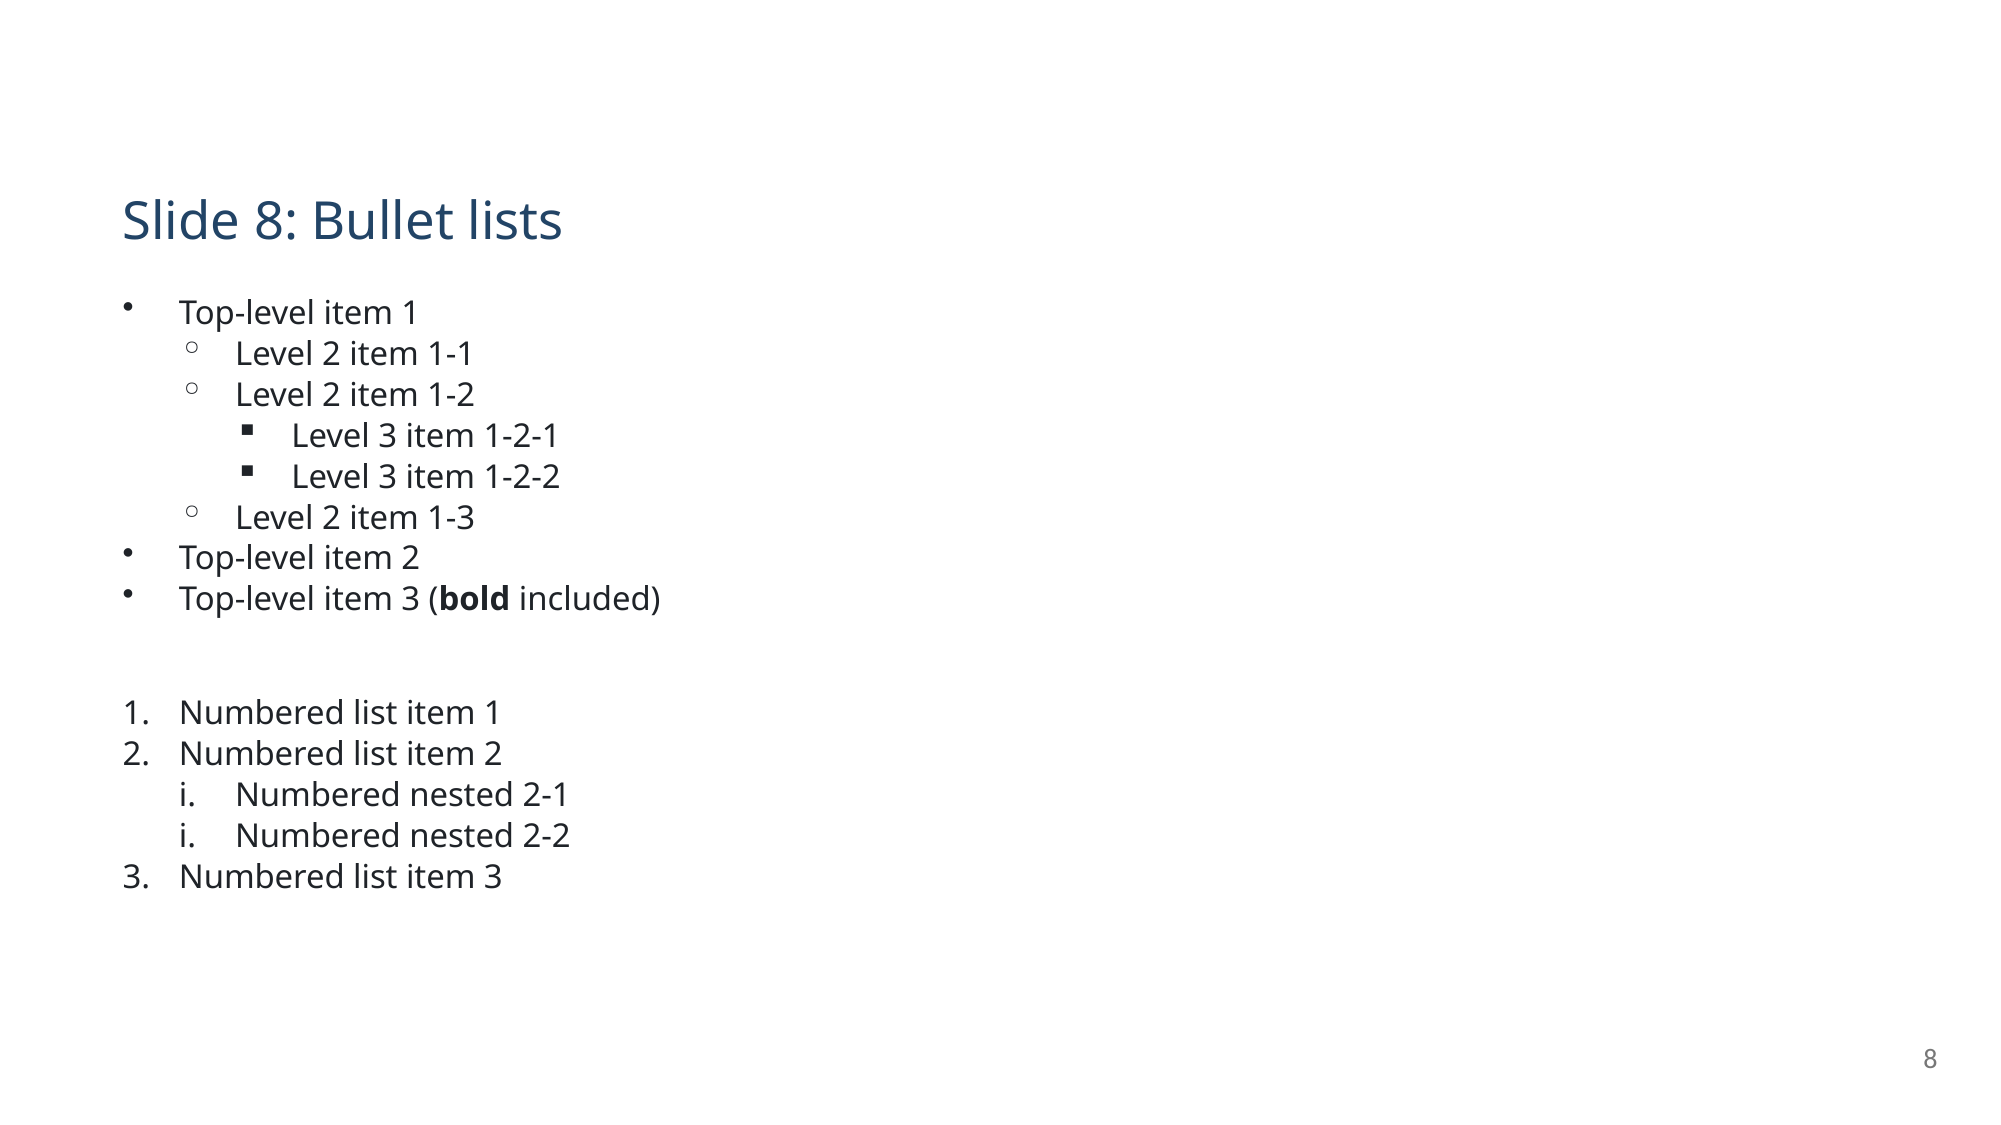 Slide 8: Bullet lists
• Top-level item 1
○ Level 2 item 1-1
○ Level 2 item 1-2
▪ Level 3 item 1-2-1
▪ Level 3 item 1-2-2
○ Level 2 item 1-3
• Top-level item 2
• Top-level item 3 (bold included)
1. Numbered list item 1
2. Numbered list item 2
i. Numbered nested 2-1
i. Numbered nested 2-2
3. Numbered list item 3
8